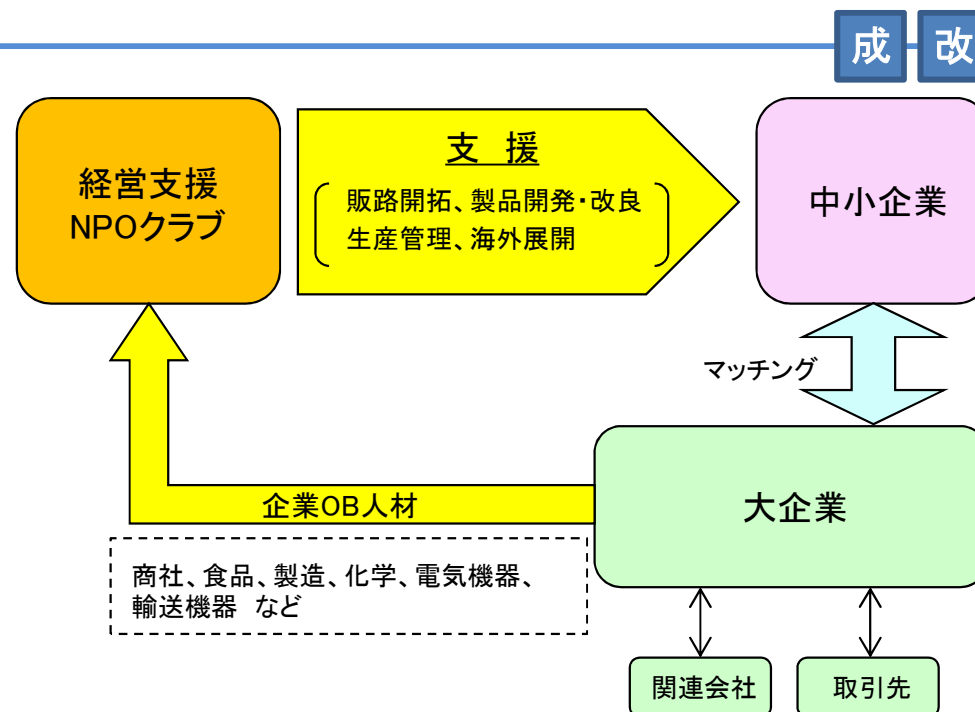 成 改
経営支援
NPOクラブ
支 援
販路開拓、製品開発・改良
生産管理、海外展開
中小企業
マッチング
企業OB人材
大企業
商社、食品、製造、化学、電気機器、
輸送機器 など
関連会社
取引先